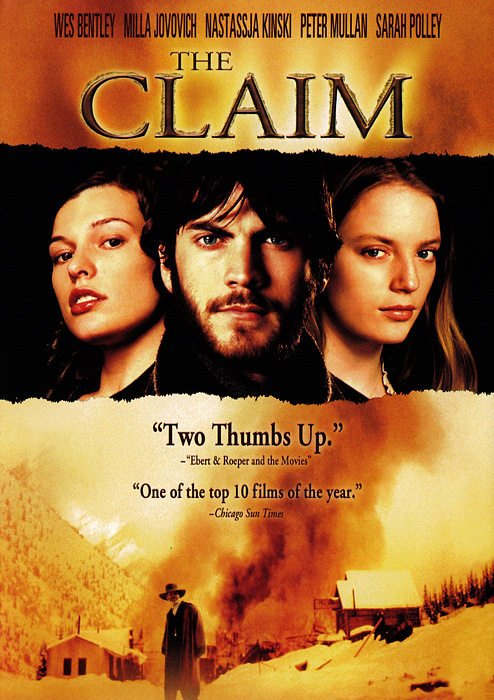 WES BENTLEY MILLA JOVOVICH NASTASSJA KINSKI PETER MULLAN SARAH POLLEY
THE
CLAIM
“Two Thumbs Up.”
–“Ebert & Roeper and the Movies”
“One of the top 10 films of the year.”
–Chicago Sun Times